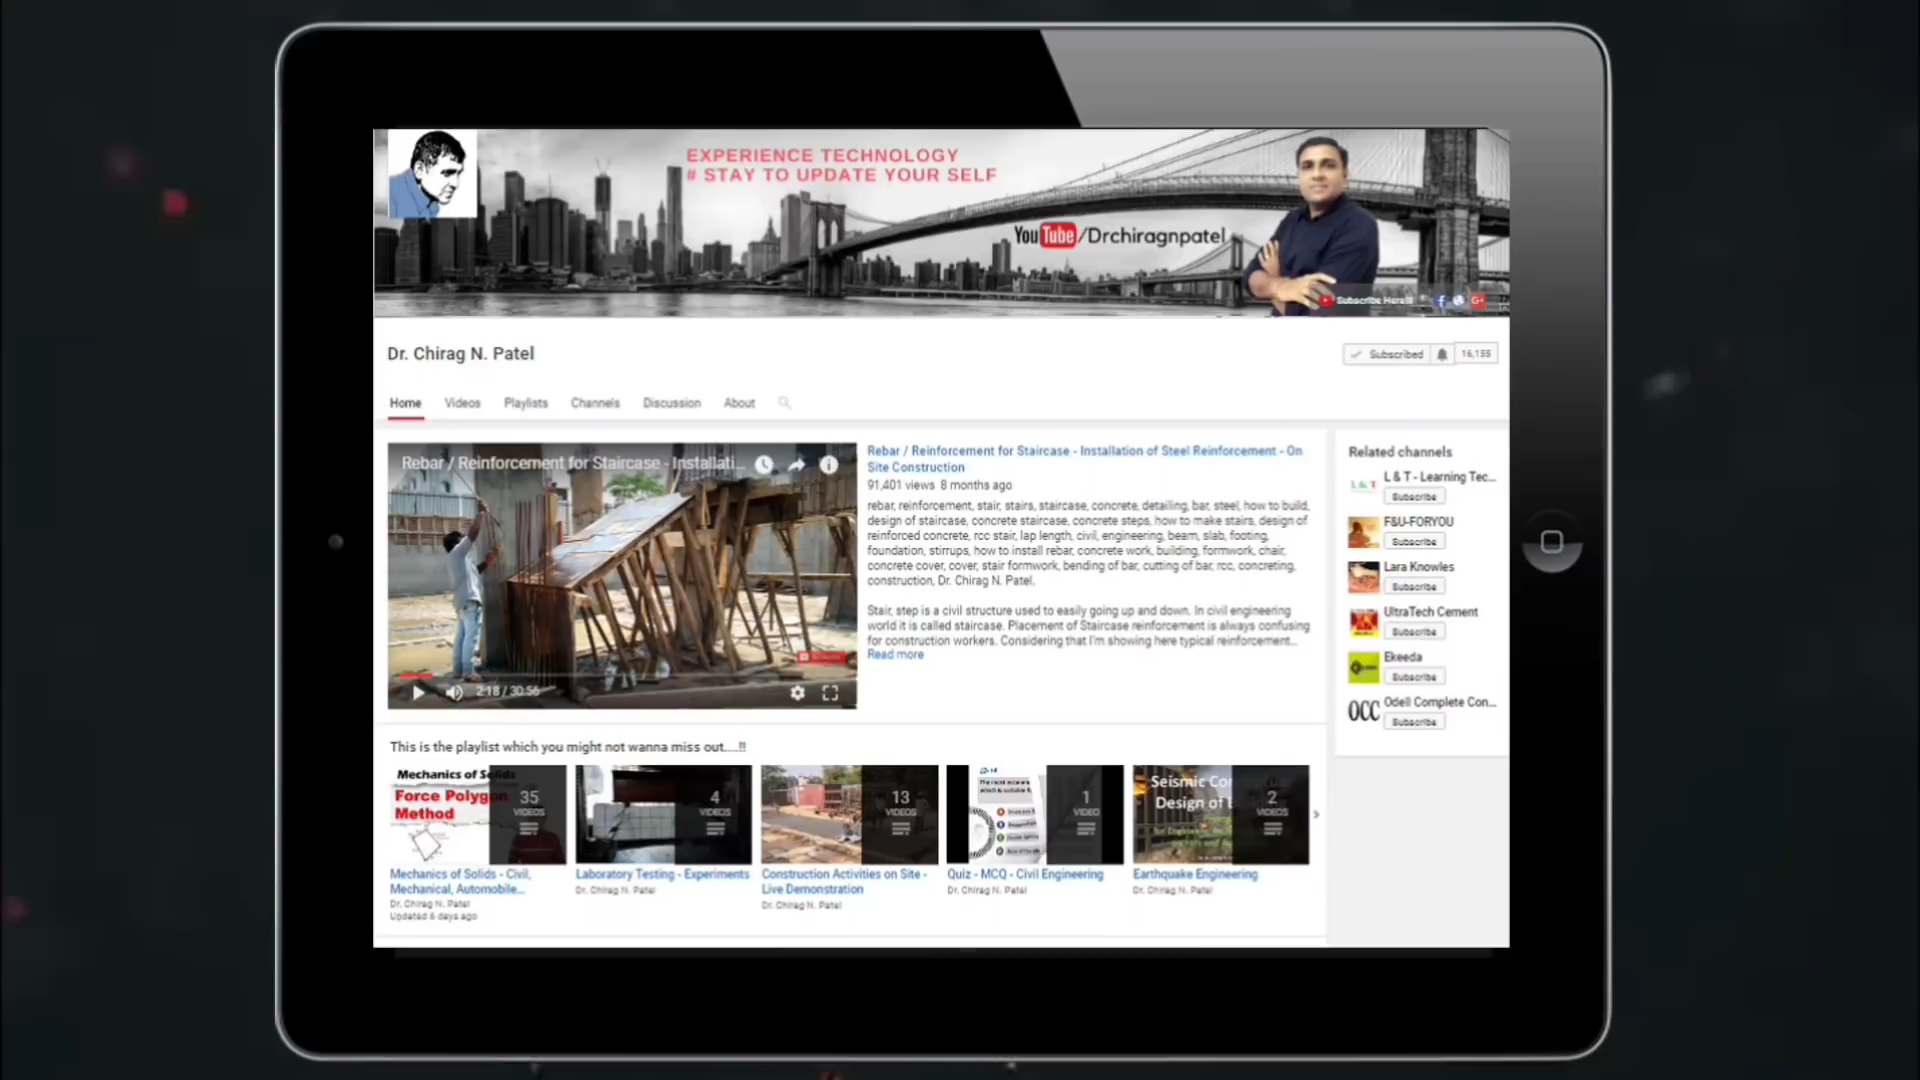 EXPERIENCE TECHNOLOGY
# STAY TO UPDATE YOUR SELF
YouTube/Drchiragnpatel
Subscribe Here!!!
Dr. Chirag N. Patel
Subscribed 16,155
Home Videos Playlists Channels Discussion About
Rebar / Reinforcement for Staircase - Installati...
2:18 / 30:56
Rebar / Reinforcement for Staircase - Installation of Steel Reinforcement - On
Site Construction
91,401 views 8 months ago
rebar, reinforcement, stair, stairs, staircase, concrete, detailing, bar, steel, how to build,
design of staircase, concrete staircase, concrete steps, how to make stairs, design of
reinforced concrete, rcc stair, lap length, civil, engineering, beam, slab, footing,
foundation, stirrups, how to install rebar, concrete work, building, formwork, chair,
concrete cover, cover, stair formwork, bending of bar, cutting of bar, rcc, concreting,
construction, Dr. Chirag N. Patel.
Stair, step is a civil structure used to easily going up and down. In civil engineering
world it is called staircase. Placement of Staircase reinforcement is always confusing
for construction workers. Considering that I'm showing here typical reinforcement...
Read more
Related channels
L & T
L & T - Learning Tec...
Subscribe
F&U-FORYOU
Subscribe
Lara Knowles
Subscribe
UltraTech Cement
Subscribe
Ekeeda
Subscribe
OCC
Odell Complete Con...
Subscribe
This is the playlist which you might not wanna miss out....!!
Mechanics of Solids
Force Polygon
Method
35
VIDEOS
Mechanics of Solids - Civil,
Mechanical, Automobile...
Dr. Chirag N. Patel
Updated 6 days ago
4
VIDEOS
Laboratory Testing - Experiments
Dr. Chirag N. Patel
13
VIDEOS
Construction Activities on Site -
Live Demonstration
Dr. Chirag N. Patel
1
VIDEO
Quiz - MCQ - Civil Engineering
Dr. Chirag N. Patel
Seismic Co
Design of
2
VIDEOS
Earthquake Engineering
Dr. Chirag N. Patel